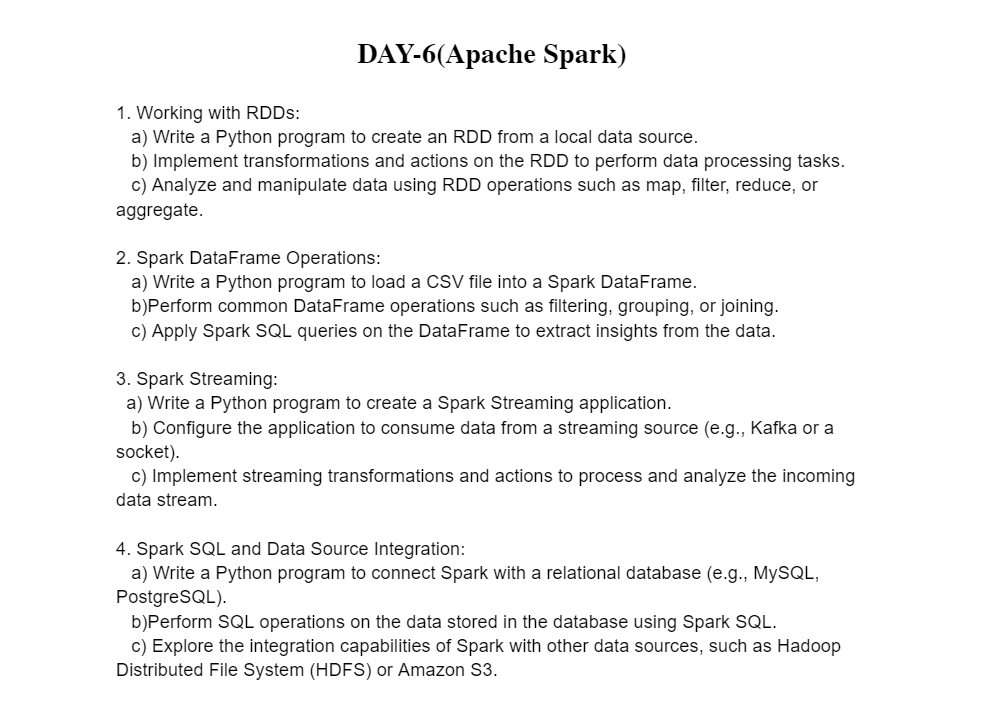 DAY-6(Apache Spark)
1. Working with RDDs:
a) Write a Python program to create an RDD from a local data source.
b) Implement transformations and actions on the RDD to perform data processing tasks.
c) Analyze and manipulate data using RDD operations such as map, filter, reduce, or
aggregate.
2. Spark DataFrame Operations:
a) Write a Python program to load a CSV file into a Spark DataFrame.
b)Perform common DataFrame operations such as filtering, grouping, or joining.
c) Apply Spark SQL queries on the DataFrame to extract insights from the data.
3. Spark Streaming:
a) Write a Python program to create a Spark Streaming application.
b) Configure the application to consume data from a streaming source (e.g., Kafka or a
socket).
c) Implement streaming transformations and actions to process and analyze the incoming
data stream.
4. Spark SQL and Data Source Integration:
a) Write a Python program to connect Spark with a relational database (e.g., MySQL,
PostgreSQL).
b)Perform SQL operations on the data stored in the database using Spark SQL.
c) Explore the integration capabilities of Spark with other data sources, such as Hadoop
Distributed File System (HDFS) or Amazon S3.